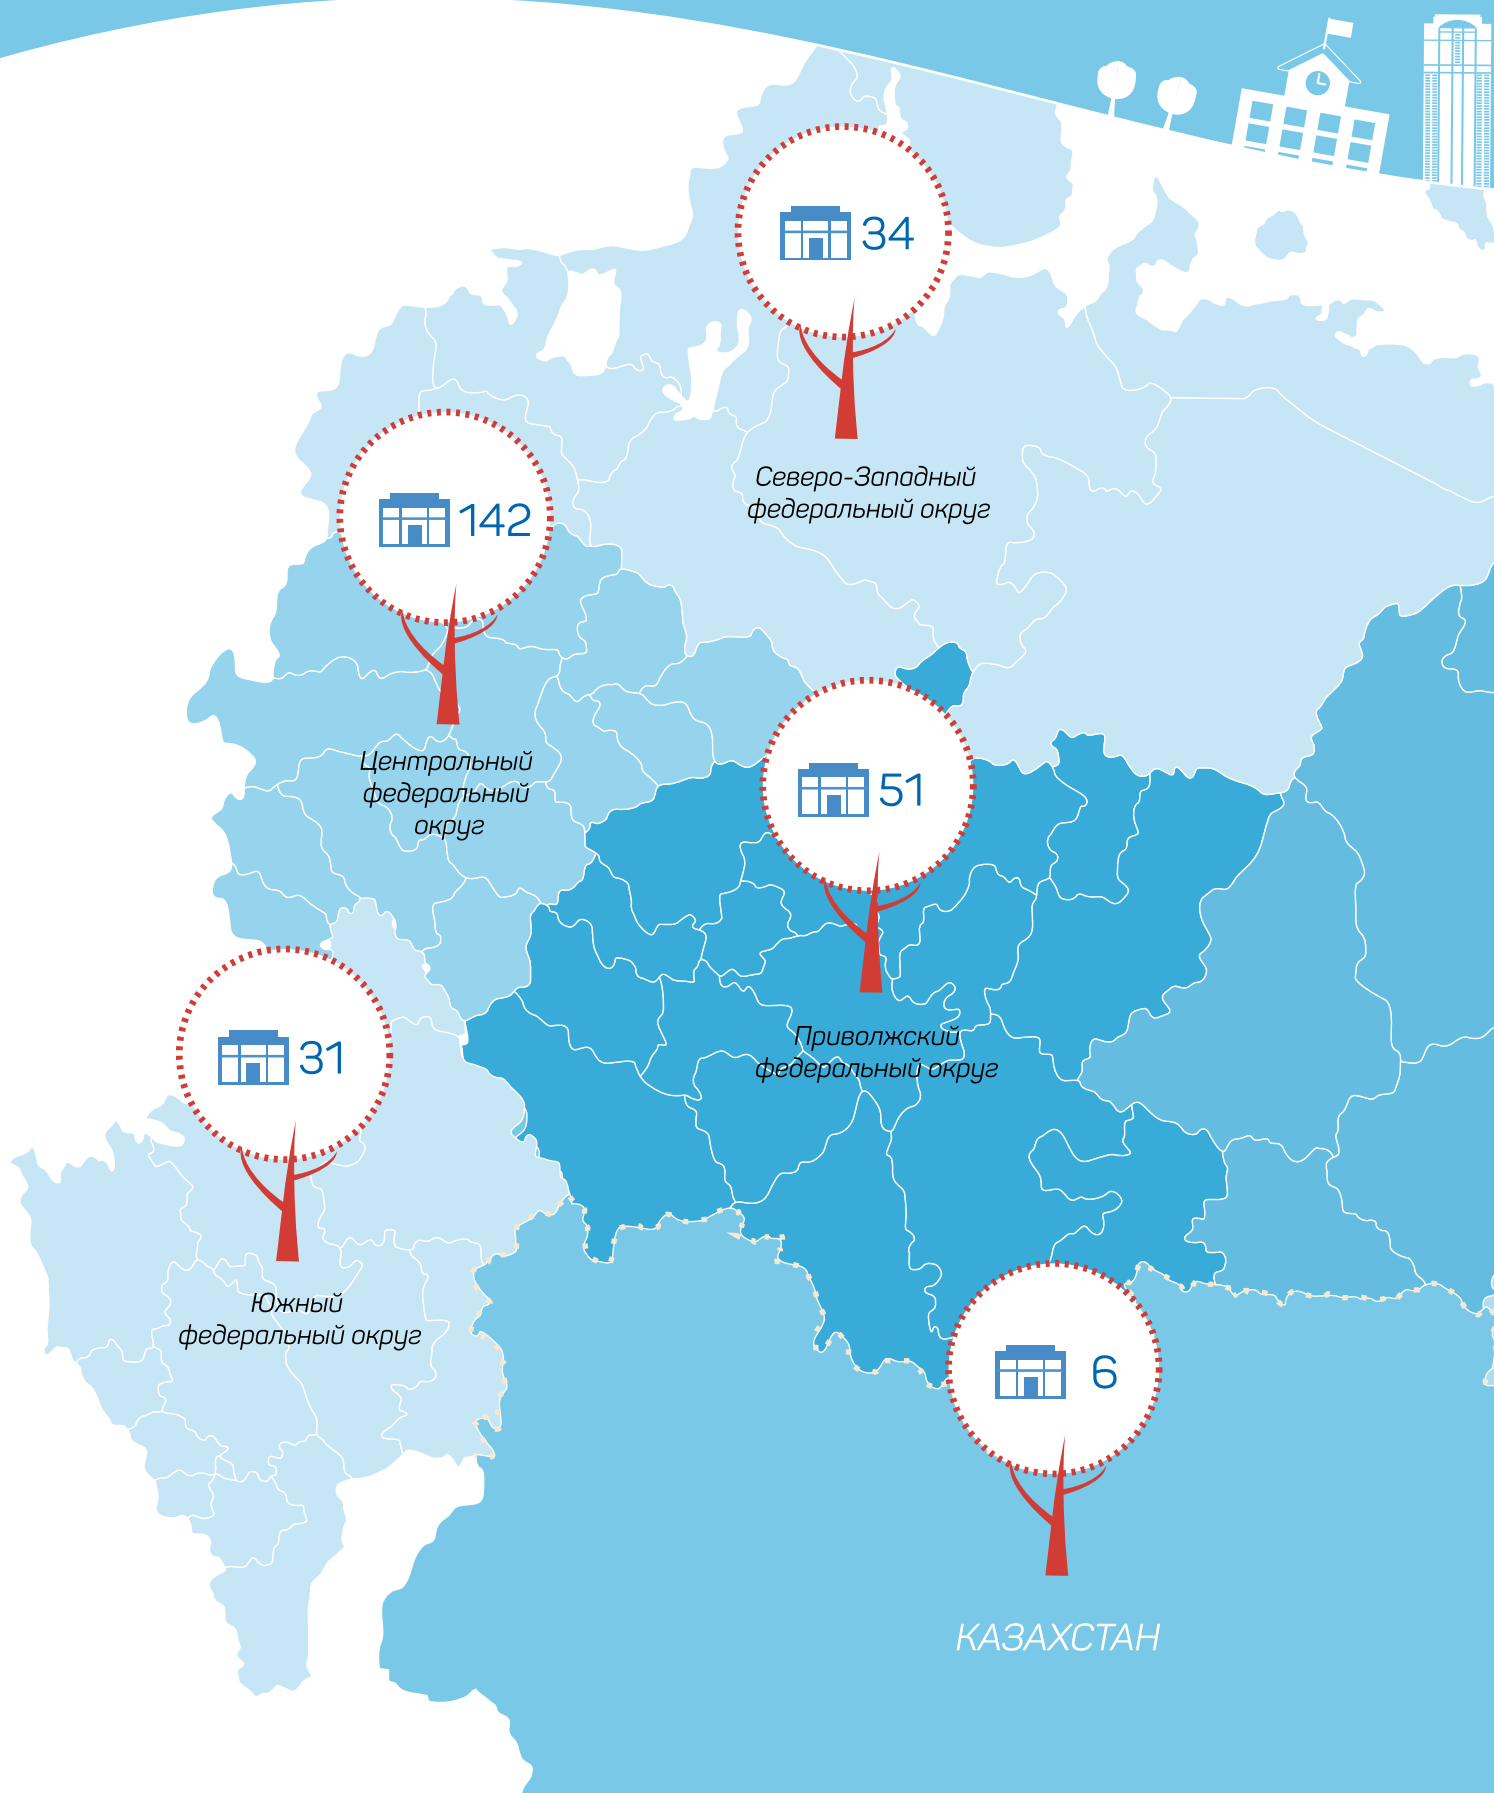 34
Северо-Западный
федеральный округ
142
Центральный
федеральный
округ
51
Приволжский
федеральный округ
31
Южный
федеральный округ
6
КАЗАХСТАН